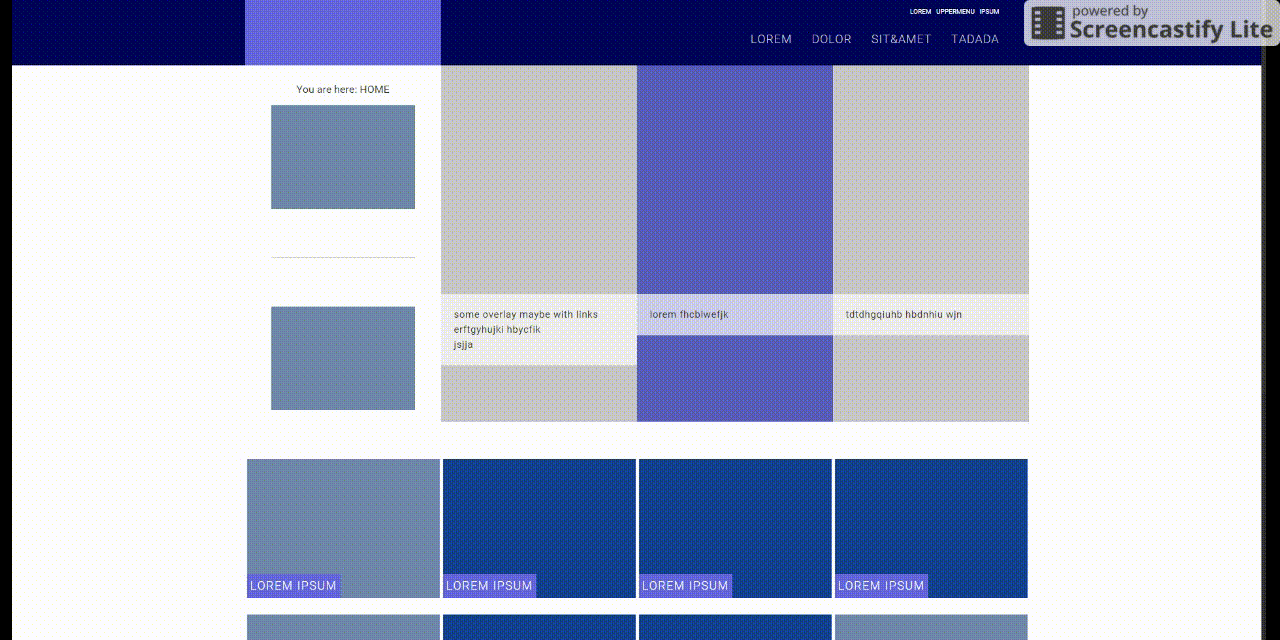 LOREM UPPERMENU IPSUM
powered by
Screencastify Lite
LOREM DOLOR SIT&AMET TADADA
You are here: HOME
some overlay maybe with links
erftgyhujki hbycfik
jsjja
lorem fhcblwefjk
tdtdhgqiuhb hbdnhiu wjn
LOREM IPSUM
LOREM IPSUM
LOREM IPSUM
LOREM IPSUM